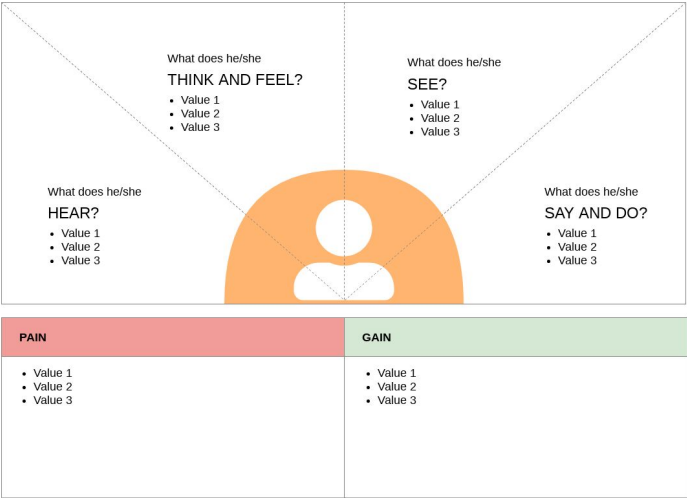 What does he/she
THINK AND FEEL?
• Value 1
• Value 2
• Value 3
What does he/she
SEE?
• Value 1
• Value 2
• Value 3
What does he/she
HEAR?
• Value 1
• Value 2
• Value 3
What does he/she
SAY AND DO?
• Value 1
• Value 2
• Value 3
PAIN
• Value 1
• Value 2
• Value 3
GAIN
• Value 1
• Value 2
• Value 3